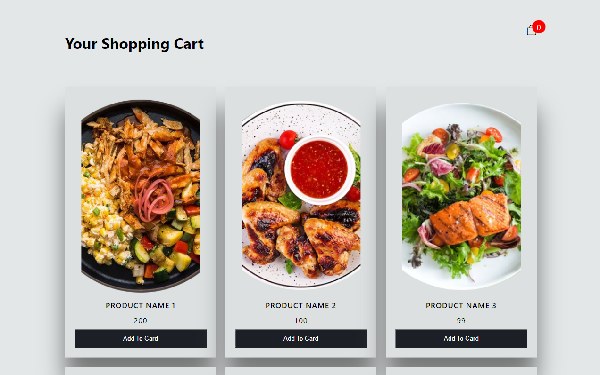 0
Your Shopping Cart
PRODUCT NAME 1
200
Add To Card
PRODUCT NAME 2
100
Add To Card
PRODUCT NAME 3
99
Add To Card